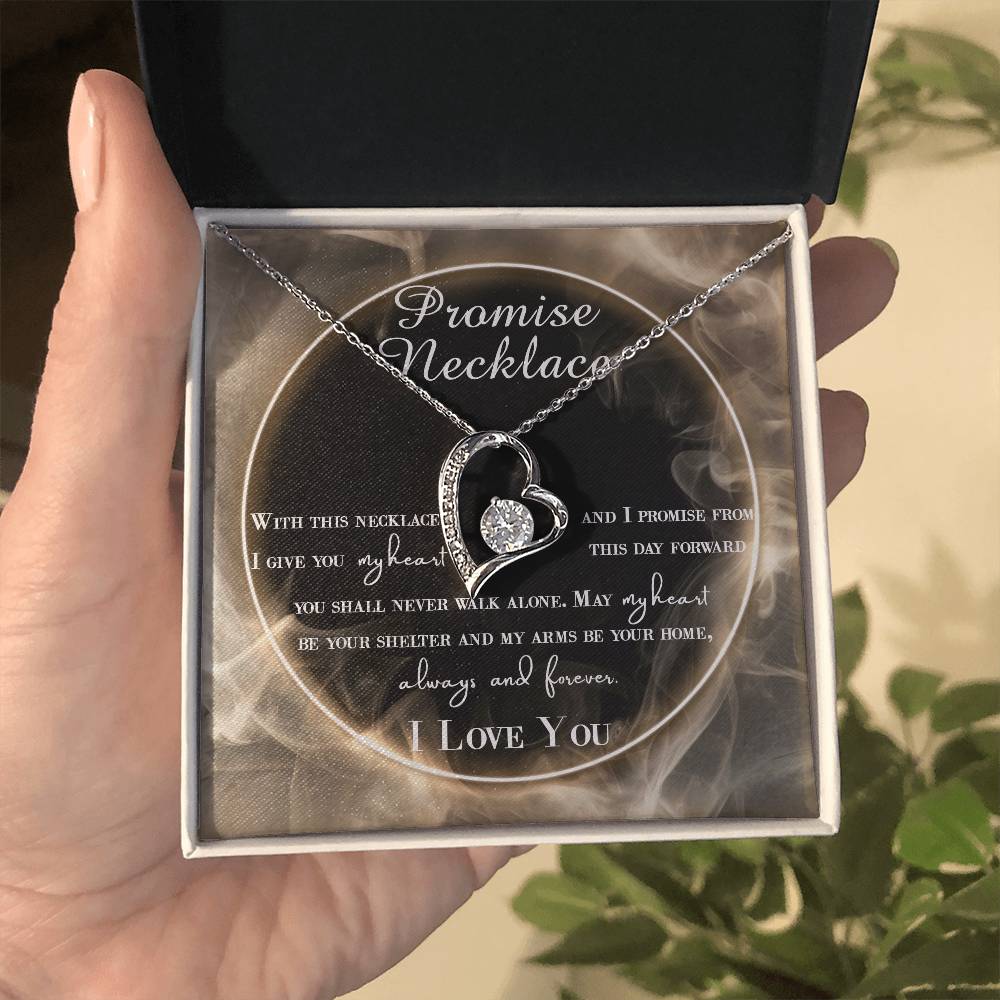 Promise
Necklace
With this necklace and I promise from
I give you my heart this day forward
you shall never walk alone. May my heart
be your shelter and my arms be your home,
always and forever.
I Love You